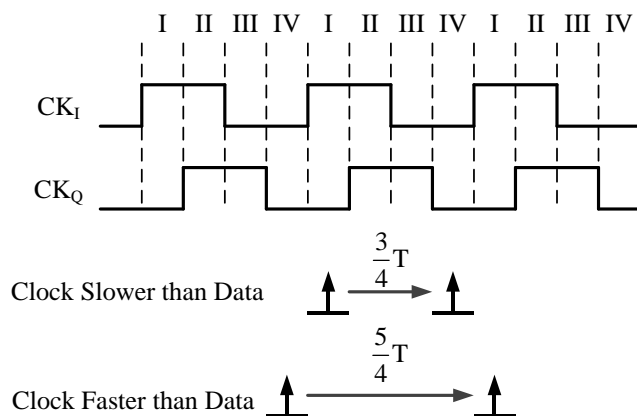 I II III IV I II III IV I II III IV
CK_I
CK_Q
3/4 T
Clock Slower than Data
5/4 T
Clock Faster than Data